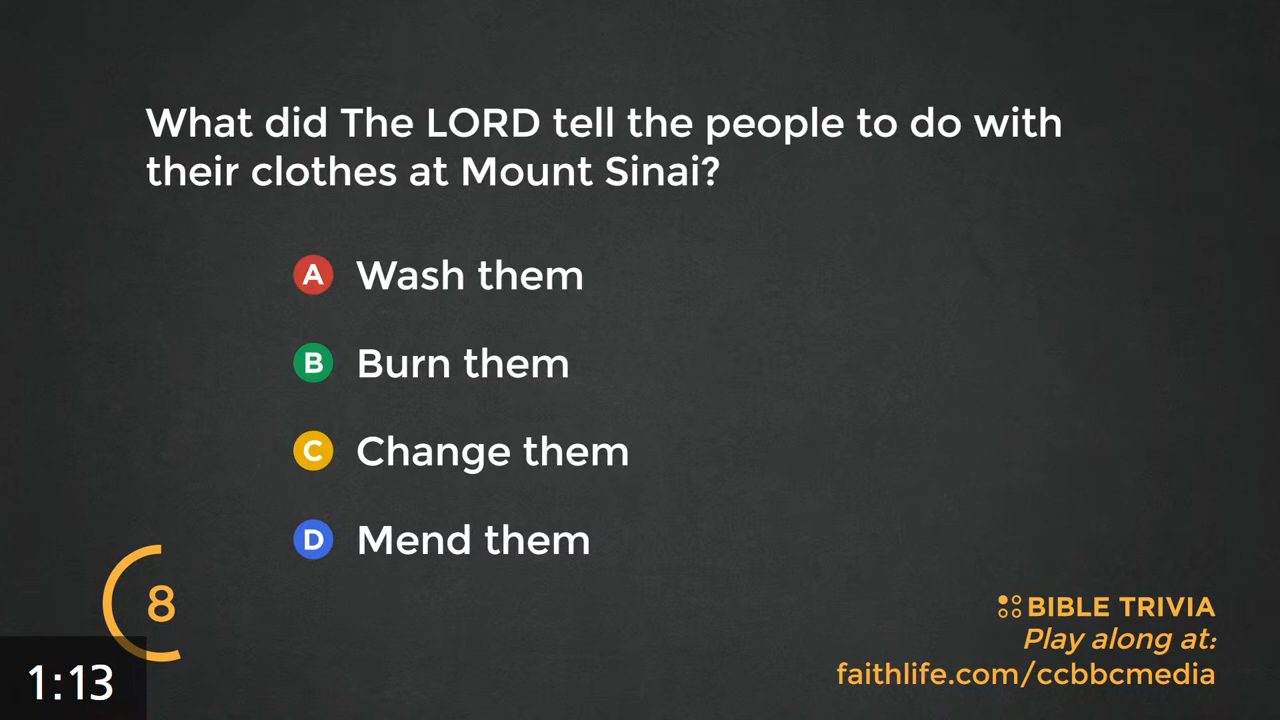 What did The LORD tell the people to do with
their clothes at Mount Sinai?
A Wash them
B Burn them
C Change them
D Mend them
8
1:13
BIBLE TRIVIA
Play along at:
faithlife.com/ccbbcmedia